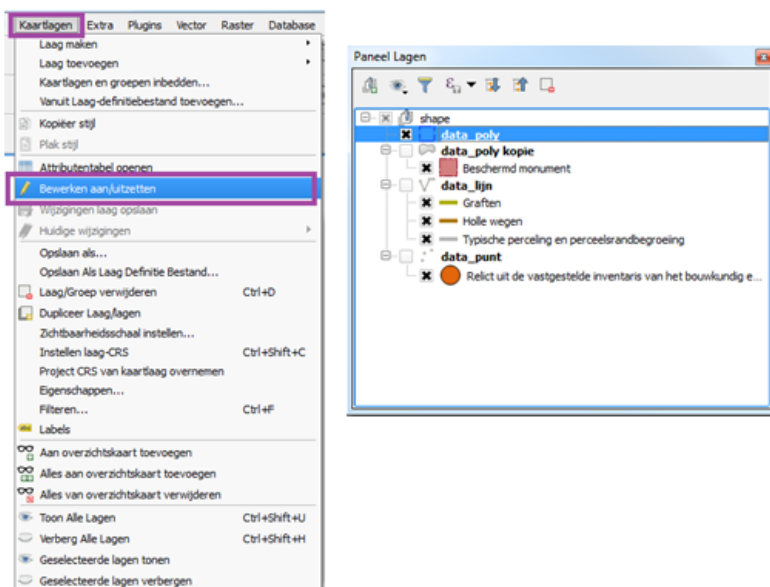 Kaartlagen Extra Plugins Vector Raster Database
Laag maken
Laag toevoegen
Kaartlagen en groepen inbedden...
Vanuit Laag-definitiebestand toevoegen...
Kopiëer stijl
Plak stijl
Attributentabel openen
Bewerken aan/uitzetten
Wijzigingen laag opslaan
Huidige wijzigingen
Opslaan als...
Opslaan Als Laag Definitie Bestand...
Laag/Groep verwijderen Ctrl+D
Dupliceer Laag/lagen
Zichtbaarheidsschaal instellen...
Instellen laag-CRS Ctrl+Shift+C
Project CRS van kaartlaag overnemen
Eigenschappen...
Filteren... Ctrl+F
Labels
Aan overzichtskaart toevoegen
Alles aan overzichtskaart toevoegen
Alles van overzichtskaart verwijderen
Toon Alle Lagen Ctrl+Shift+U
Verberg Alle Lagen Ctrl+Shift+H
Geselecteerde lagen tonen
Geselecteerde lagen verbergen
Paneel Lagen
shape
data_poly
data_poly kopie
Beschermd monument
data_lijn
Graften
Holle wegen
Typische perceling en perceelsrandbegroeiing
data_punt
Relict uit de vastgestelde inventaris van het bouwkundig e...